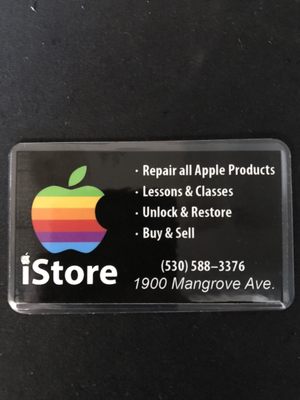 · Repair all Apple Products
· Lessons & Classes
· Unlock & Restore
· Buy & Sell
iStore
(530) 588–3376
1900 Mangrove Ave.